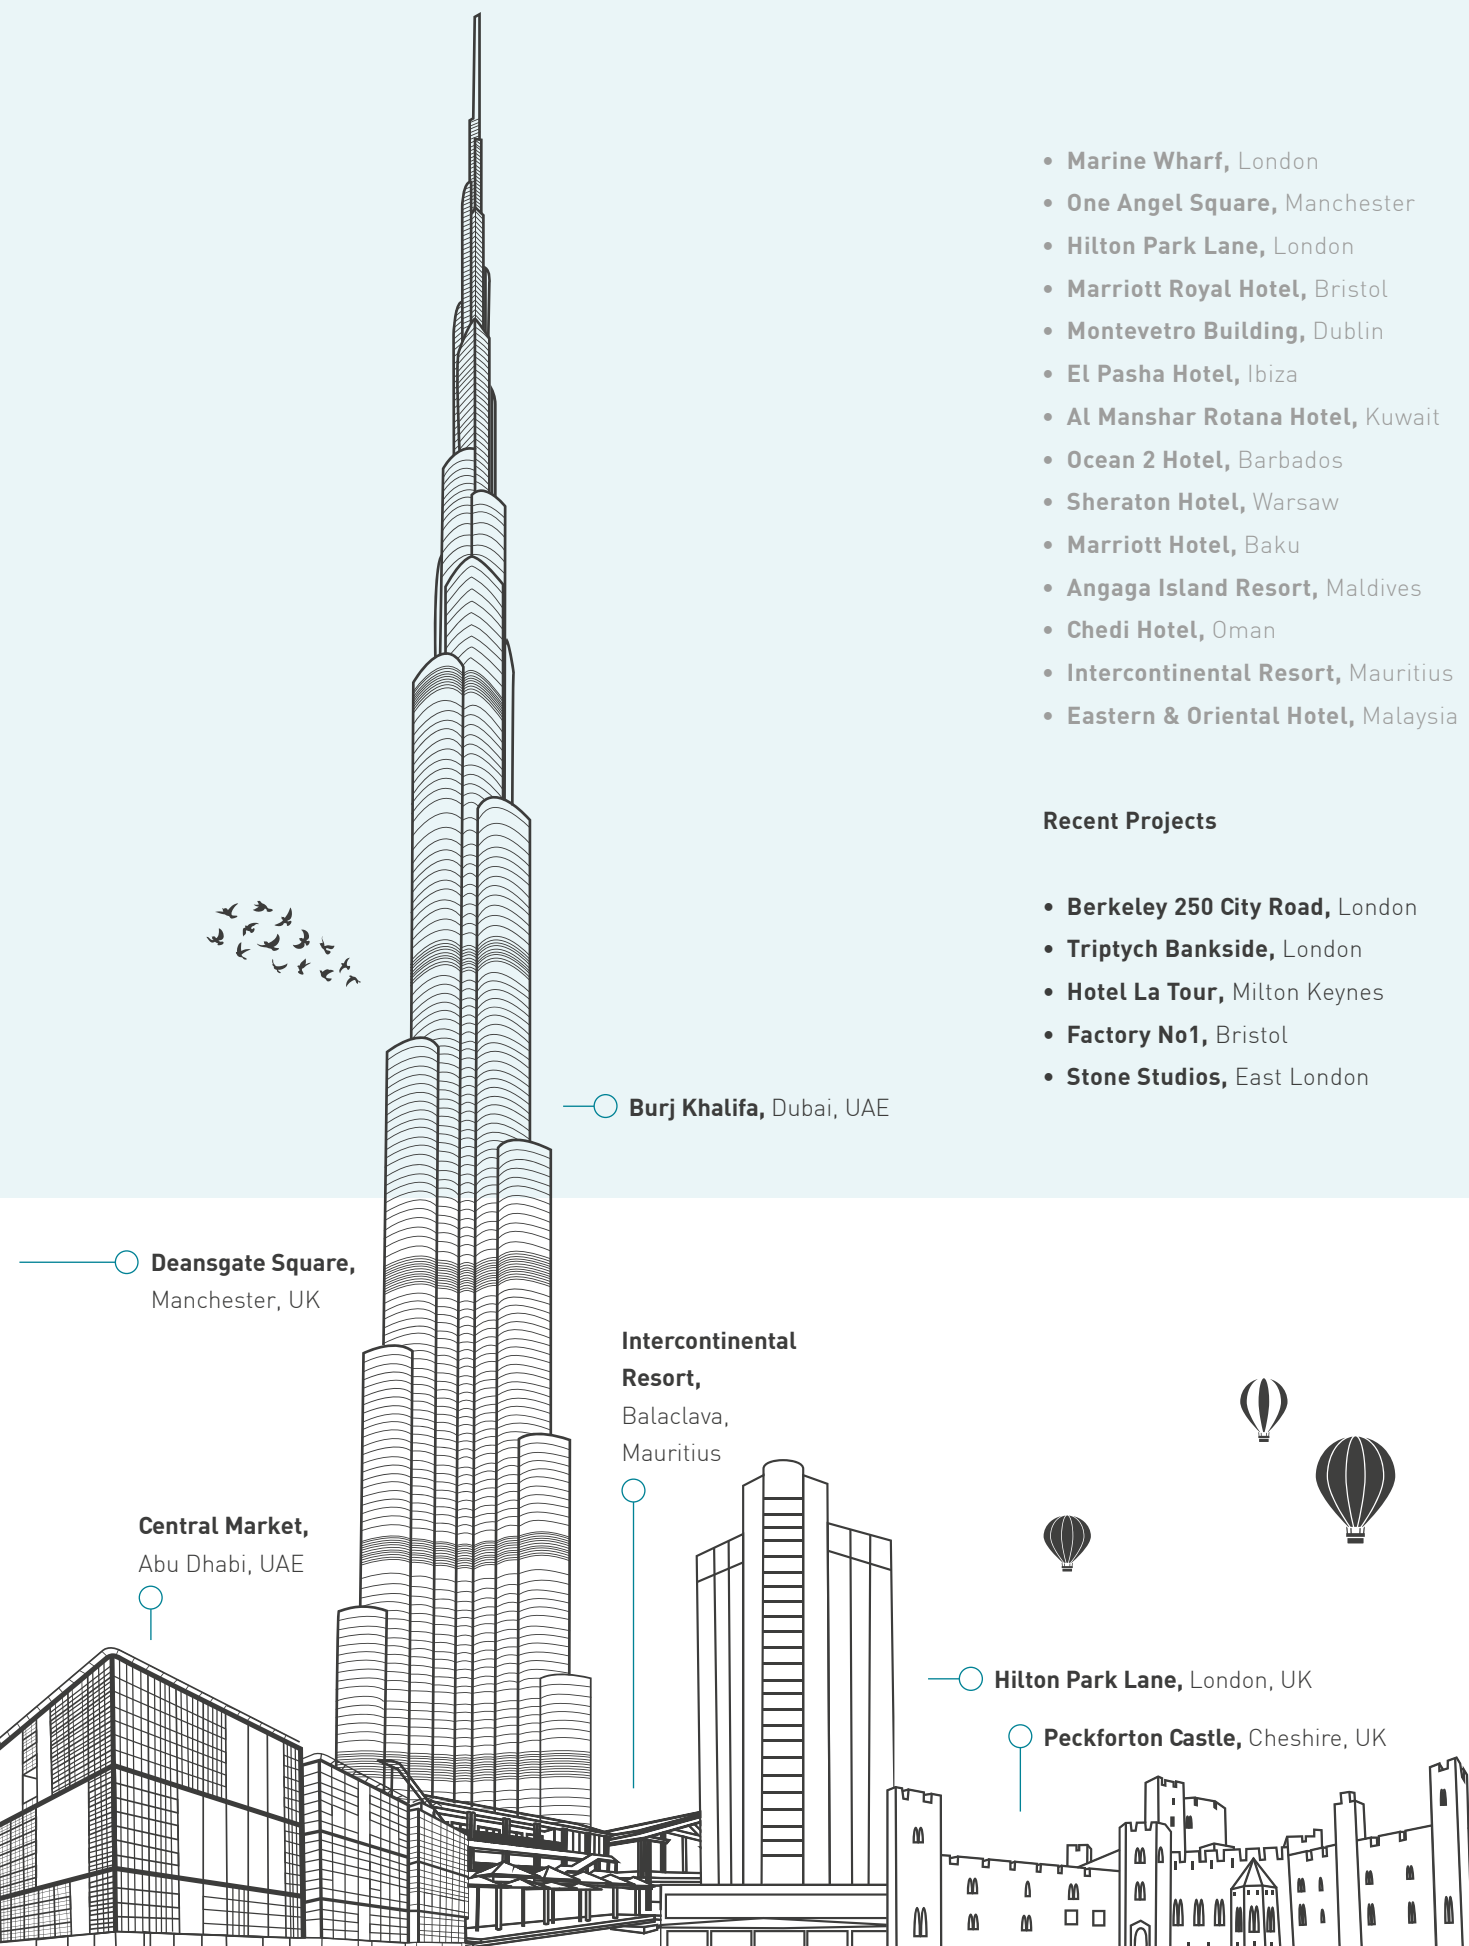 • Marine Wharf, London
• One Angel Square, Manchester
• Hilton Park Lane, London
• Marriott Royal Hotel, Bristol
• Montevetro Building, Dublin
• El Pasha Hotel, Ibiza
• Al Manshar Rotana Hotel, Kuwait
• Ocean 2 Hotel, Barbados
• Sheraton Hotel, Warsaw
• Marriott Hotel, Baku
• Angaga Island Resort, Maldives
• Chedi Hotel, Oman
• Intercontinental Resort, Mauritius
• Eastern & Oriental Hotel, Malaysia
Recent Projects
• Berkeley 250 City Road, London
• Triptych Bankside, London
• Hotel La Tour, Milton Keynes
• Factory No1, Bristol
• Stone Studios, East London
Burj Khalifa, Dubai, UAE
Deansgate Square,
Manchester, UK
Intercontinental
Resort,
Balaclava,
Mauritius
Central Market,
Abu Dhabi, UAE
Hilton Park Lane, London, UK
Peckforton Castle, Cheshire, UK